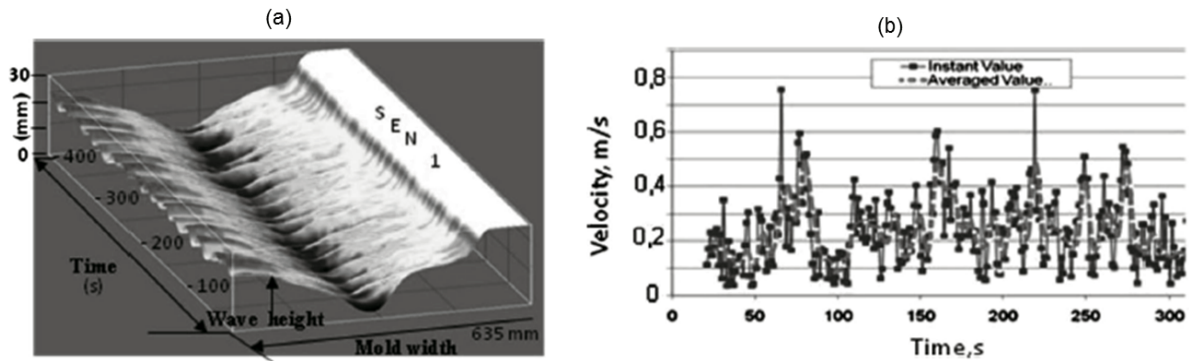 (a)
30
(mm)
0
-400
-300
-200
-100
Time
(s)
Wave height
Mold width
635 mm
S E N 1
(b)
Instant Value
Averaged Value..
Velocity, m/s
0,8
0,6
0,4
0,2
0
0
50
100
150
200
250
300
Time,s